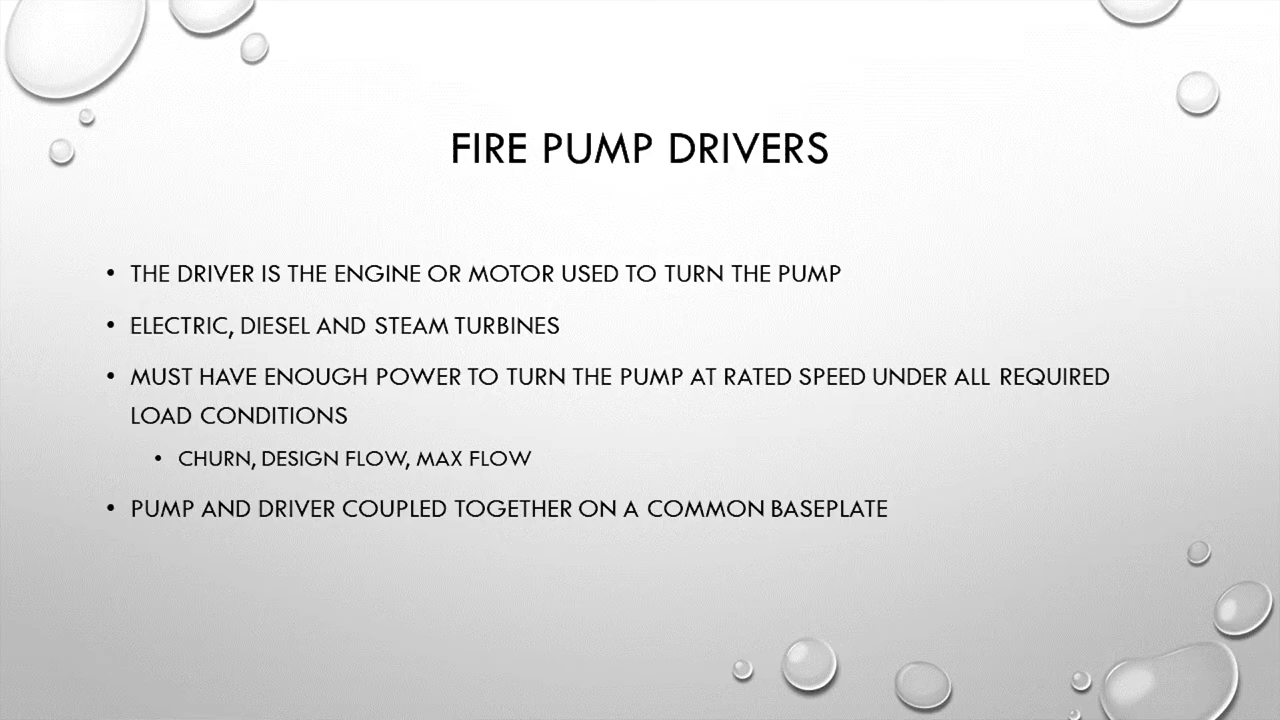 FIRE PUMP DRIVERS
• THE DRIVER IS THE ENGINE OR MOTOR USED TO TURN THE PUMP
• ELECTRIC, DIESEL AND STEAM TURBINES
• MUST HAVE ENOUGH POWER TO TURN THE PUMP AT RATED SPEED UNDER ALL REQUIRED
LOAD CONDITIONS
• CHURN, DESIGN FLOW, MAX FLOW
• PUMP AND DRIVER COUPLED TOGETHER ON A COMMON BASEPLATE